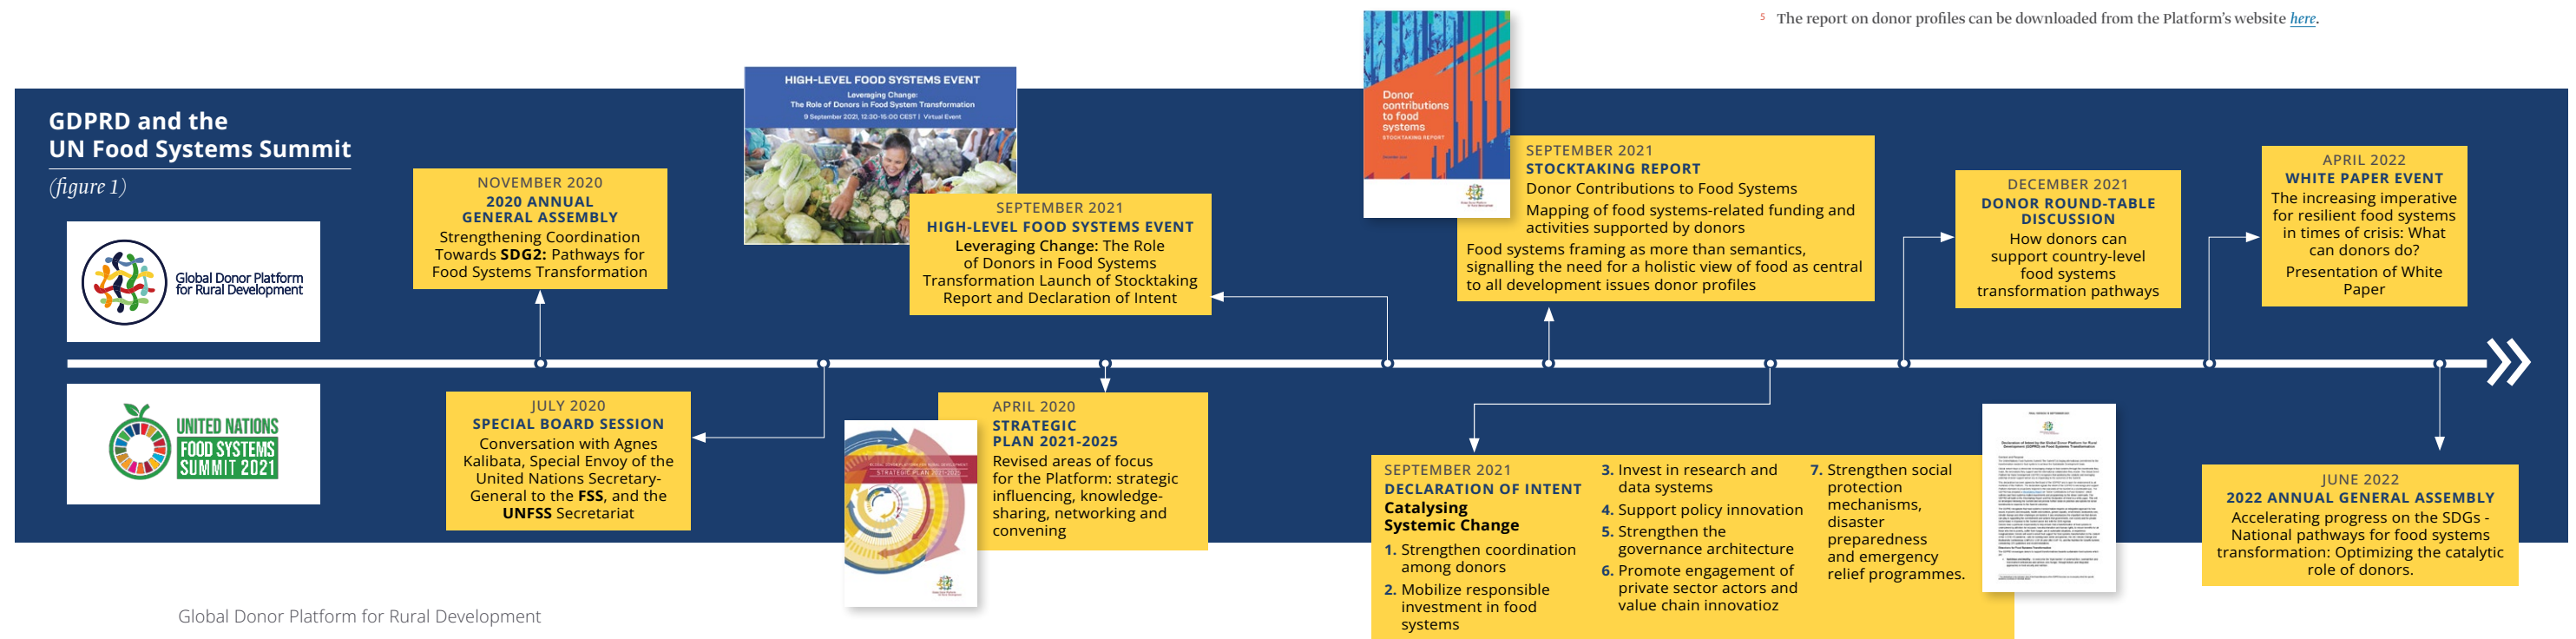 5 The report on donor profiles can be downloaded from the Platform's website here.
GDPRD and the
UN Food Systems Summit
(figure 1)
Global Donor Platform
for Rural Development
UNITED NATIONS
FOOD SYSTEMS
SUMMIT 2021
NOVEMBER 2020
2020 ANNUAL
GENERAL ASSEMBLY
Strengthening Coordination
Towards SDG2: Pathways for
Food Systems Transformation
JULY 2020
SPECIAL BOARD SESSION
Conversation with Agnes
Kalibata, Special Envoy of the
United Nations Secretary-
General to the FSS, and the
UNFSS Secretariat
HIGH-LEVEL FOOD SYSTEMS EVENT
Leveraging Change:
The Role of Donors in Food System Transformation
9 September 2021, 12:30-15:00 CEST | Virtual Event
SEPTEMBER 2021
HIGH-LEVEL FOOD SYSTEMS EVENT
Leveraging Change: The Role
of Donors in Food Systems
Transformation Launch of Stocktaking
Report and Declaration of Intent
STRATEGIC PLAN 2021-2025
APRIL 2020
STRATEGIC
PLAN 2021-2025
Revised areas of focus
for the Platform: strategic
influencing, knowledge-
sharing, networking and
convening
Donor
contributions
to food
systems
STOCKTAKING REPORT
SEPTEMBER 2021
STOCKTAKING REPORT
Donor Contributions to Food Systems
Mapping of food systems-related funding and
activities supported by donors
Food systems framing as more than semantics,
signalling the need for a holistic view of food as central
to all development issues donor profiles
SEPTEMBER 2021
DECLARATION OF INTENT
Catalysing
Systemic Change
1. Strengthen coordination
among donors
2. Mobilize responsible
investment in food
systems
3. Invest in research and
data systems
4. Support policy innovation
5. Strengthen the
governance architecture
6. Promote engagement of
private sector actors and
value chain innovatioz
7. Strengthen social
protection
mechanisms,
disaster
preparedness
and emergency
relief programmes.
DECEMBER 2021
DONOR ROUND-TABLE
DISCUSSION
How donors can
support country-level
food systems
transformation pathways
APRIL 2022
WHITE PAPER EVENT
The increasing imperative
for resilient food systems
in times of crisis: What
can donors do?
Presentation of White
Paper
JUNE 2022
2022 ANNUAL GENERAL ASSEMBLY
Accelerating progress on the SDGs -
National pathways for food systems
transformation: Optimizing the catalytic
role of donors.
Global Donor Platform for Rural Development